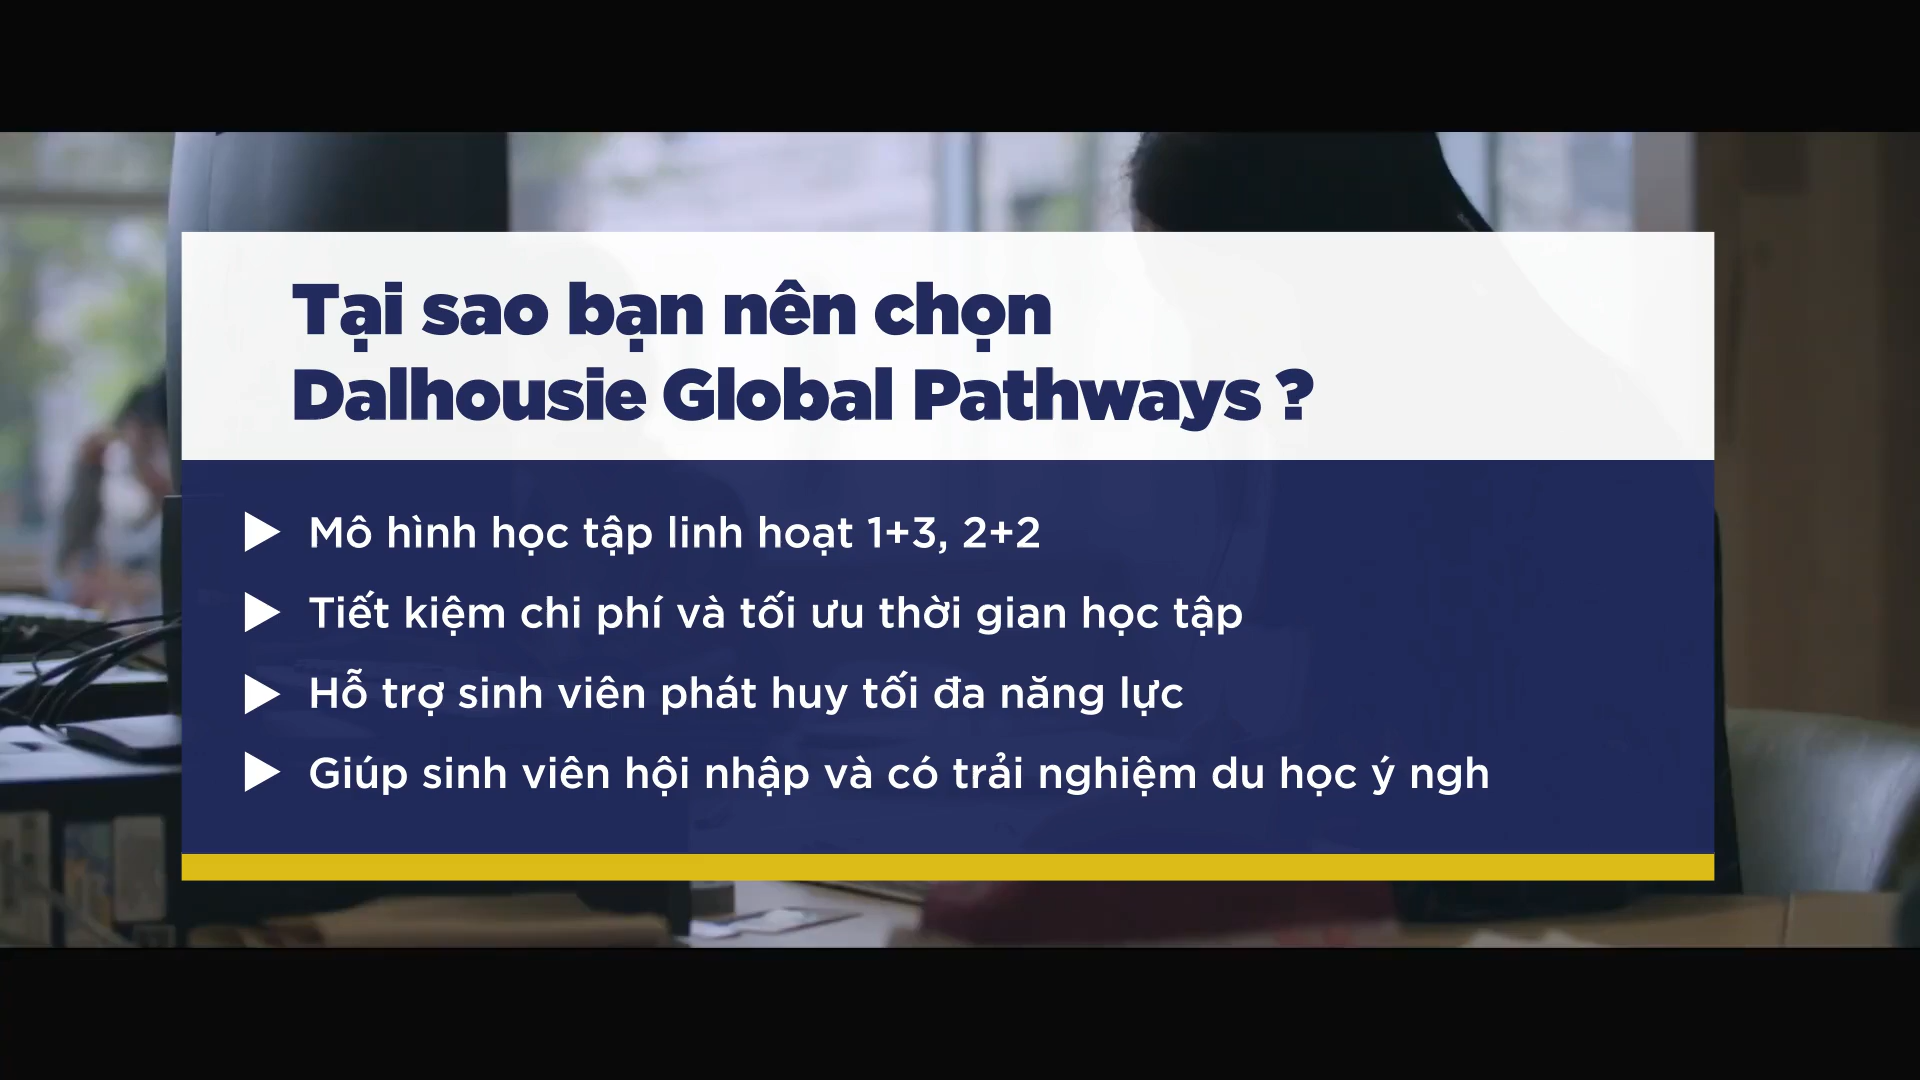 Tại sao bạn nên chọn
Dalhousie Global Pathways ?
Mô hình học tập linh hoạt 1+3, 2+2
Tiết kiệm chi phí và tối ưu thời gian học tập
Hỗ trợ sinh viên phát huy tối đa năng lực
Giúp sinh viên hội nhập và có trải nghiệm du học ý ngh